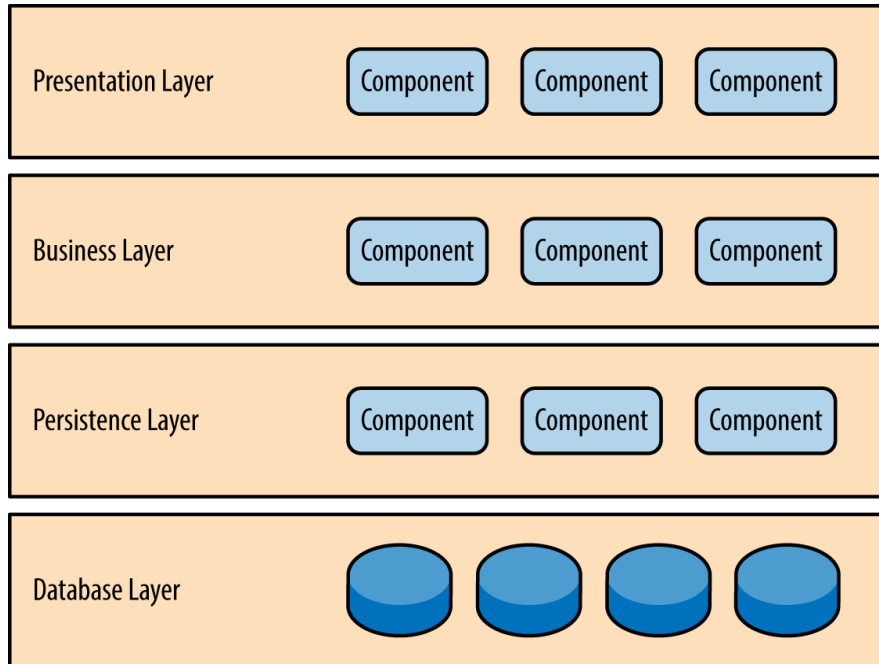 Presentation Layer
Component Component Component
Business Layer
Component Component Component
Persistence Layer
Component Component Component
Database Layer